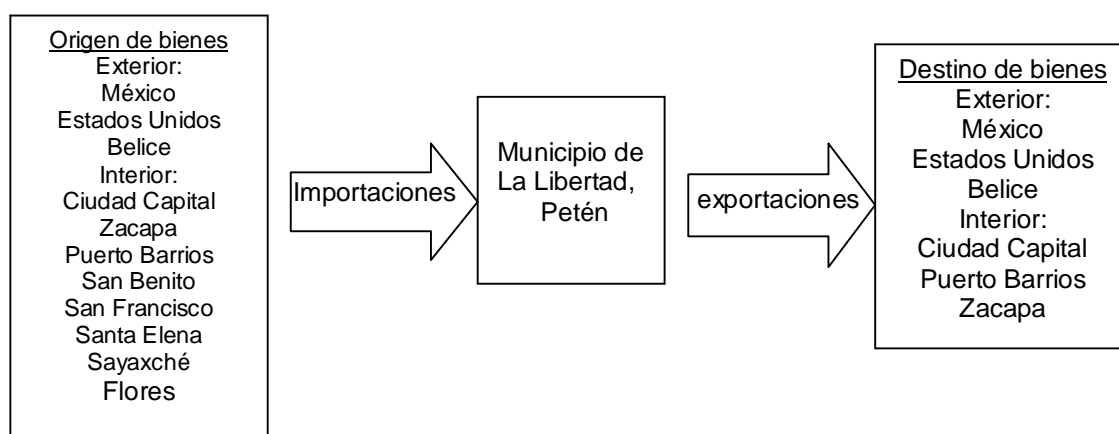 Origen de bienes
Exterior:
México
Estados Unidos
Belice
Interior:
Ciudad Capital
Zacapa
Puerto Barrios
San Benito
San Francisco
Santa Elena
Sayaxché
Flores
Importaciones
Municipio de
La Libertad,
Petén
exportaciones
Destino de bienes
Exterior:
México
Estados Unidos
Belice
Interior:
Ciudad Capital
Puerto Barrios
Zacapa